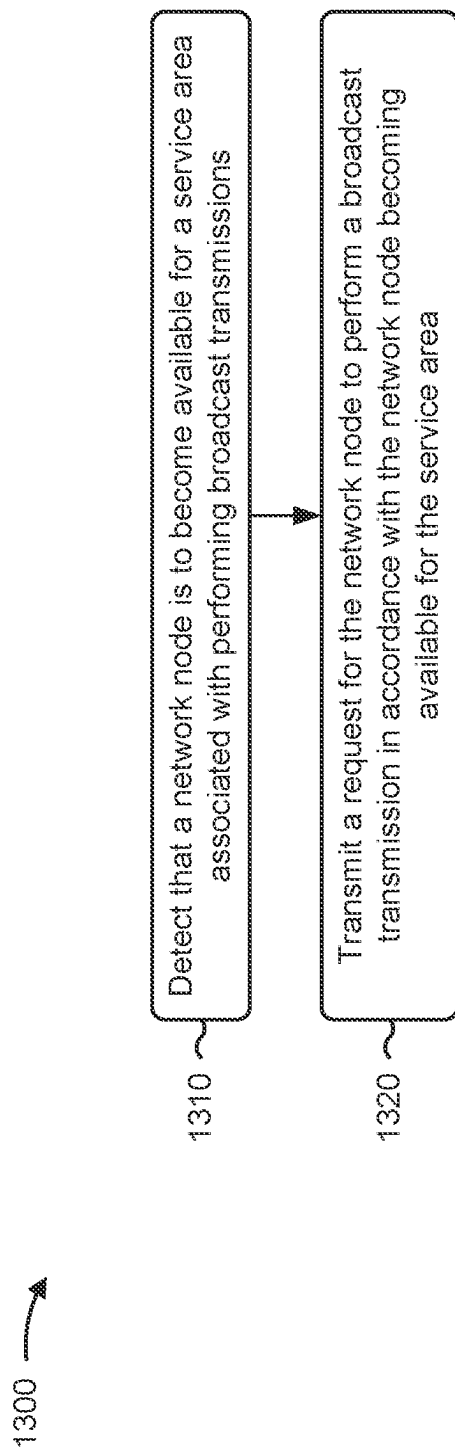 1300
1310
Detect that a network node is to become available for a service area
associated with performing broadcast transmissions
1320
Transmit a request for the network node to perform a broadcast
transmission in accordance with the network node becoming
available for the service area